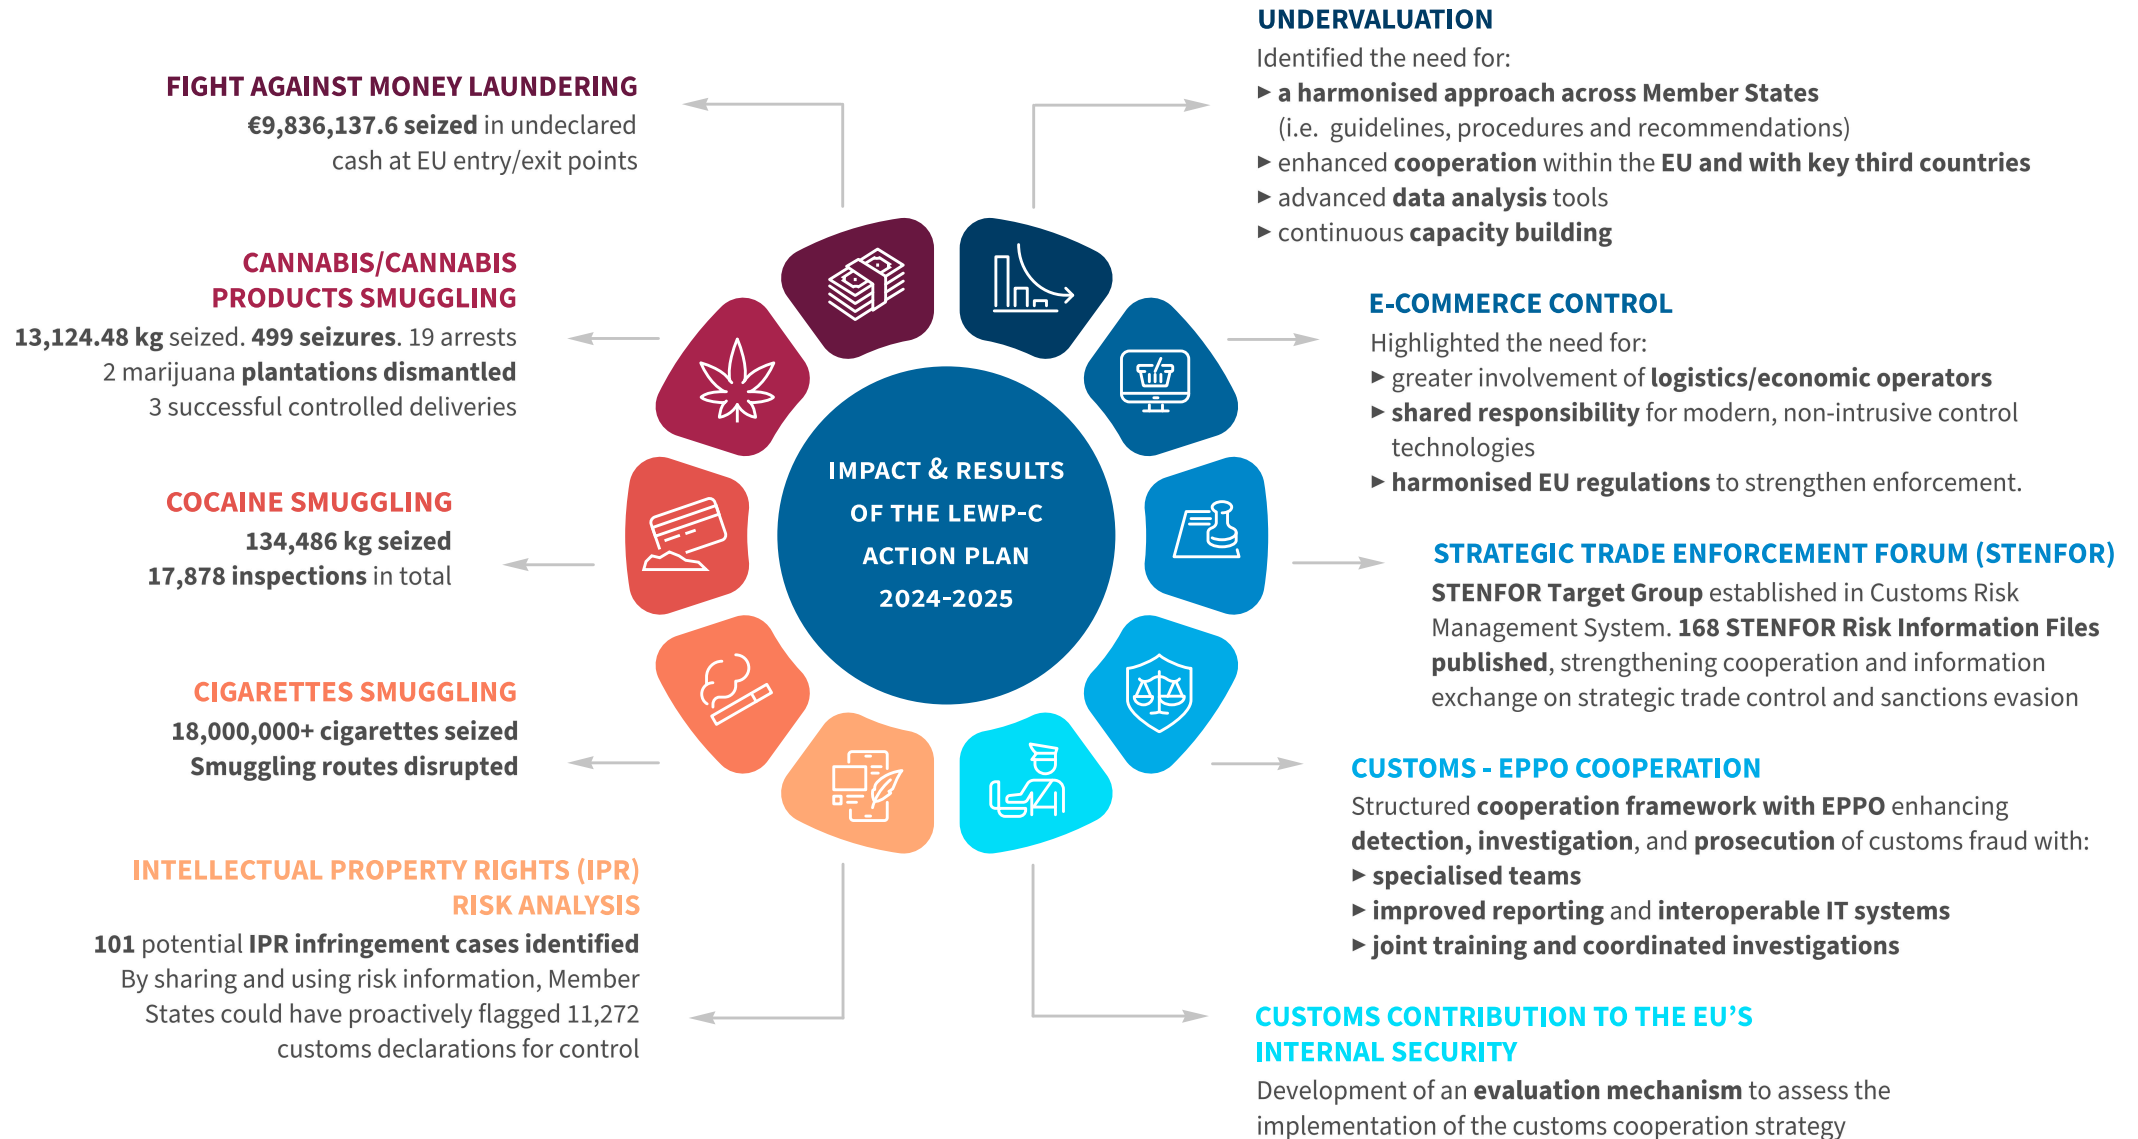 FIGHT AGAINST MONEY LAUNDERING
€9,836,137.6 seized in undeclared
cash at EU entry/exit points
CANNABIS/CANNABIS
PRODUCTS SMUGGLING
13,124.48 kg seized. 499 seizures. 19 arrests
2 marijuana plantations dismantled
3 successful controlled deliveries
COCAINE SMUGGLING
134,486 kg seized
17,878 inspections in total
CIGARETTES SMUGGLING
18,000,000+ cigarettes seized
Smuggling routes disrupted
INTELLECTUAL PROPERTY RIGHTS (IPR)
RISK ANALYSIS
101 potential IPR infringement cases identified
By sharing and using risk information, Member
States could have proactively flagged 11,272
customs declarations for control
IMPACT & RESULTS
OF THE LEWP-C
ACTION PLAN
2024-2025
UNDERVALUATION
Identified the need for:
▶ a harmonised approach across Member States
(i.e. guidelines, procedures and recommendations)
▶ enhanced cooperation within the EU and with key third countries
▶ advanced data analysis tools
▶ continuous capacity building
E-COMMERCE CONTROL
Highlighted the need for:
▶ greater involvement of logistics/economic operators
▶ shared responsibility for modern, non-intrusive control
technologies
▶ harmonised EU regulations to strengthen enforcement.
STRATEGIC TRADE ENFORCEMENT FORUM (STENFOR)
STENFOR Target Group established in Customs Risk
Management System. 168 STENFOR Risk Information Files
published, strengthening cooperation and information
exchange on strategic trade control and sanctions evasion
CUSTOMS - EPPO COOPERATION
Structured cooperation framework with EPPO enhancing
detection, investigation, and prosecution of customs fraud with:
▶ specialised teams
▶ improved reporting and interoperable IT systems
▶ joint training and coordinated investigations
CUSTOMS CONTRIBUTION TO THE EU'S
INTERNAL SECURITY
Development of an evaluation mechanism to assess the
implementation of the customs cooperation strategy